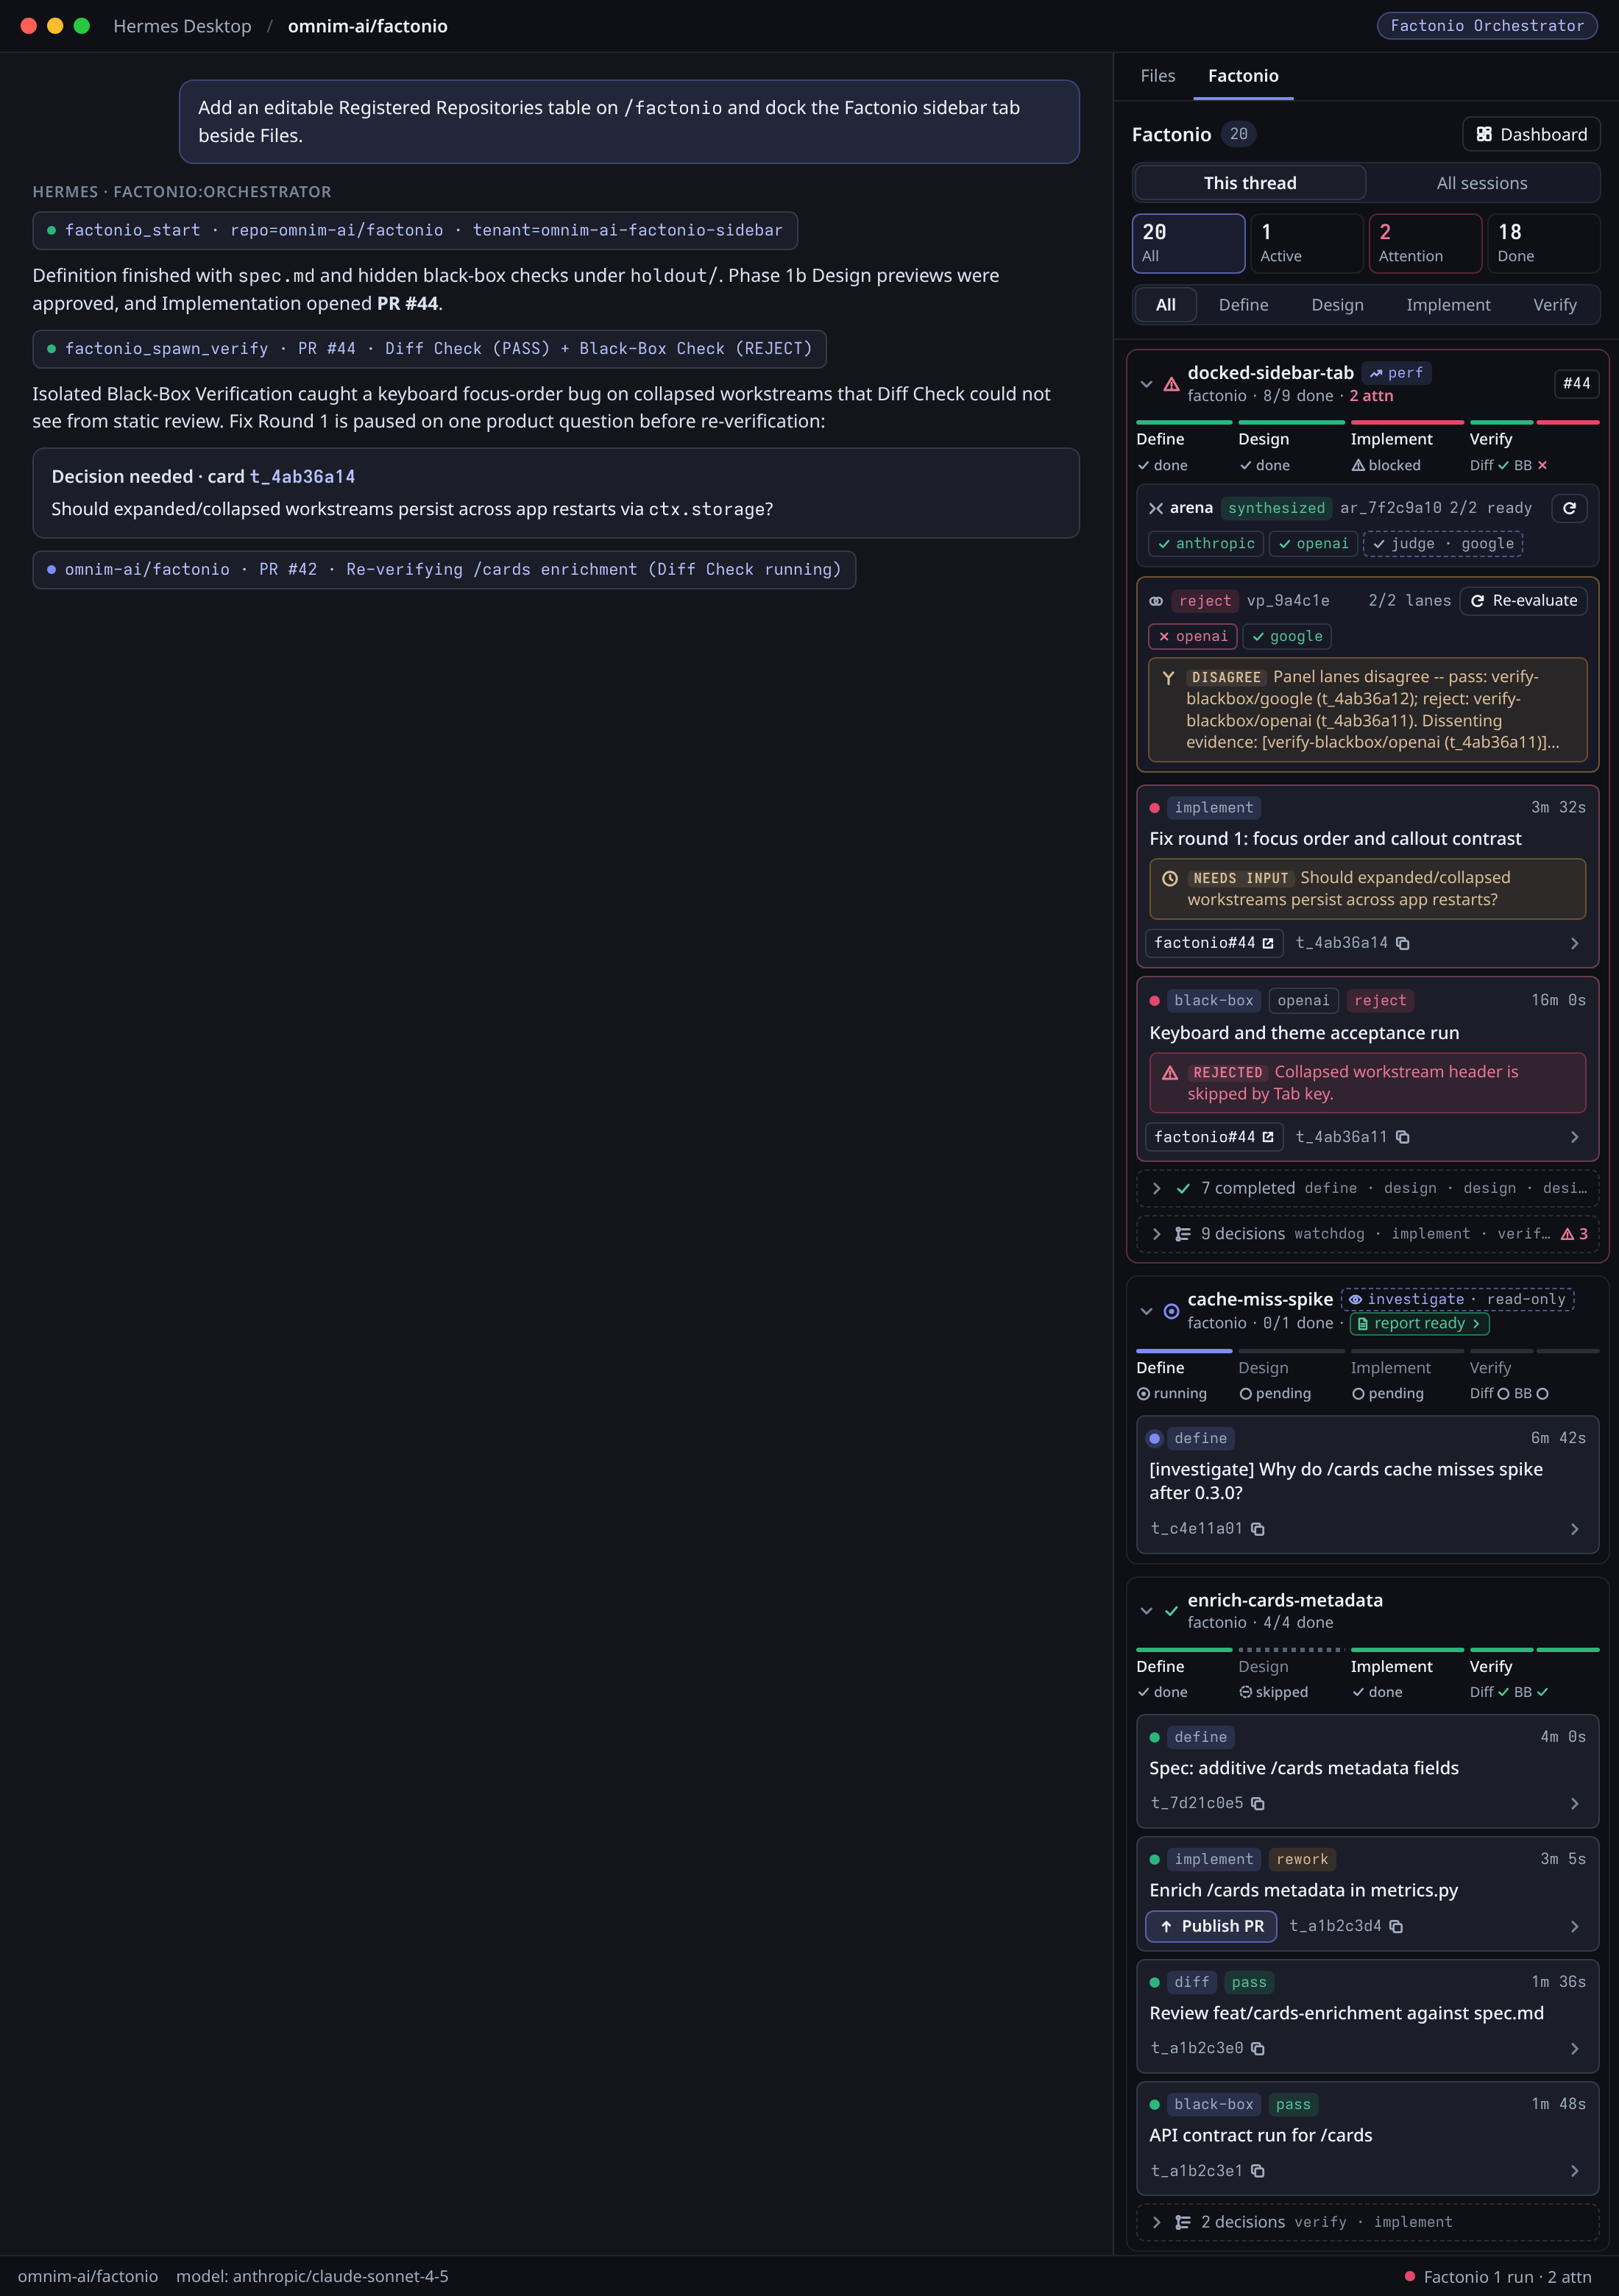 Hermes Desktop / omnim-ai/factonio
Factonio Orchestrator
Add an editable Registered Repositories table on /factonio and dock the Factonio sidebar tab
beside Files.
HERMES · FACTONIO:ORCHESTRATOR
factonio_start · repo=omnim-ai/factonio · tenant=omnim-ai-factonio-sidebar
Definition finished with spec.md and hidden black-box checks under holdout/. Phase 1b Design previews were
approved, and Implementation opened PR #44.
factonio_spawn_verify · PR #44 · Diff Check (PASS) + Black-Box Check (REJECT)
Isolated Black-Box Verification caught a keyboard focus-order bug on collapsed workstreams that Diff Check could not
see from static review. Fix Round 1 is paused on one product question before re-verification:
Decision needed · card t_4ab36a14
Should expanded/collapsed workstreams persist across app restarts via ctx.storage?
omnim-ai/factonio · PR #42 · Re-verifying /cards enrichment (Diff Check running)
Files Factonio
Factonio 20 Dashboard
This thread All sessions
20 1 2 18
All Active Attention Done
All Define Design Implement Verify
docked-sidebar-tab perf #44
factonio · 8/9 done · 2 attn
Define Design Implement Verify
done done blocked Diff BB
arena synthesized ar_7f2c9a10 2/2 ready
anthropic openai judge · google
reject vp_9a4c1e 2/2 lanes Re-evaluate
openai google
DISAGREE Panel lanes disagree -- pass: verify-
blackbox/google (t_4ab36a12); reject: verify-
blackbox/openai (t_4ab36a11). Dissenting
evidence: [verify-blackbox/openai (t_4ab36a11)]...
implement 3m 32s
Fix round 1: focus order and callout contrast
NEEDS INPUT Should expanded/collapsed
workstreams persist across app restarts?
factonio#44 t_4ab36a14
black-box openai reject 16m 0s
Keyboard and theme acceptance run
REJECTED Collapsed workstream header is
skipped by Tab key.
factonio#44 t_4ab36a11
7 completed define · design · design · desi…
9 decisions watchdog · implement · verif… 3
cache-miss-spike investigate · read-only
factonio · 0/1 done · report ready
Define Design Implement Verify
running pending pending Diff BB
define 6m 42s
[investigate] Why do /cards cache misses spike
after 0.3.0?
t_c4e11a01
enrich-cards-metadata
factonio · 4/4 done
Define Design Implement Verify
done skipped done Diff BB
define 4m 0s
Spec: additive /cards metadata fields
t_7d21c0e5
implement rework 3m 5s
Enrich /cards metadata in metrics.py
Publish PR t_a1b2c3d4
diff pass 1m 36s
Review feat/cards-enrichment against spec.md
t_a1b2c3e0
black-box pass 1m 48s
API contract run for /cards
t_a1b2c3e1
2 decisions verify · implement
omnim-ai/factonio model: anthropic/claude-sonnet-4-5
Factonio 1 run · 2 attn